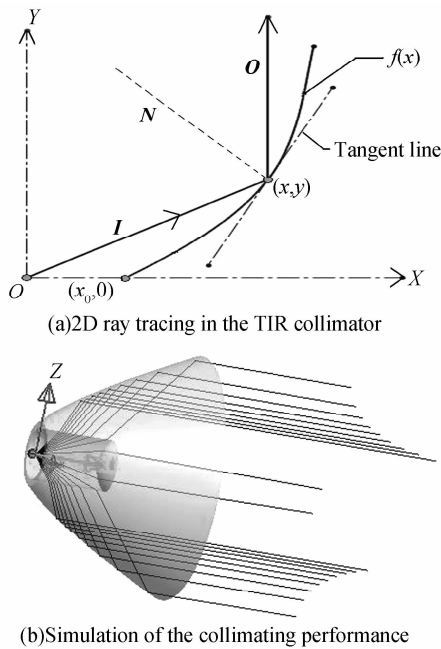 Y
O
f(x)
N
Tangent line
(x,y)
I
O
(x₀,0)
X
(a)2D ray tracing in the TIR collimator
Z
(b)Simulation of the collimating performance